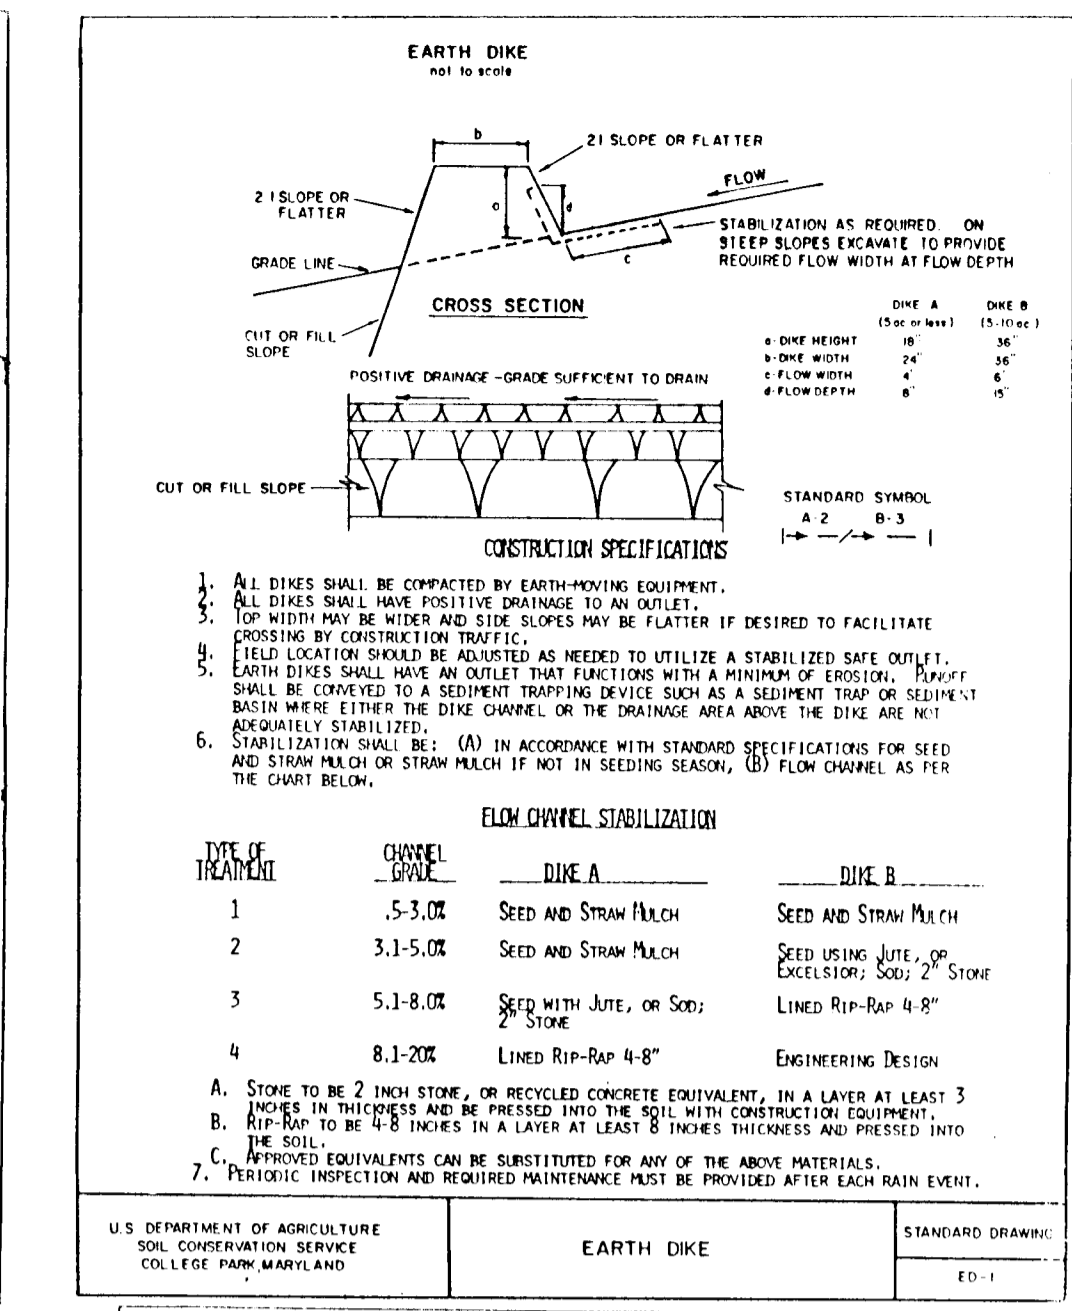 EARTH DIKE
not to scale
b
2:1 SLOPE OR FLATTER
FLOW
2:1 SLOPE OR
FLATTER
a
d
STABILIZATION AS REQUIRED. ON
STEEP SLOPES EXCAVATE TO PROVIDE
REQUIRED FLOW WIDTH AT FLOW DEPTH
c
GRADE LINE
CROSS SECTION
CUT OR FILL
SLOPE
DIKE A DIKE B
(5 ac or less) (5-10 ac)
a-DIKE HEIGHT 18" 36"
b-DIKE WIDTH 24" 36"
c-FLOW WIDTH 4' 6'
d-FLOW DEPTH 8" 15"
POSITIVE DRAINAGE - GRADE SUFFICIENT TO DRAIN
CUT OR FILL SLOPE
STANDARD SYMBOL
A-2 B-3
CONSTRUCTION SPECIFICATIONS
1. ALL DIKES SHALL BE COMPACTED BY EARTH-MOVING EQUIPMENT.
2. ALL DIKES SHALL HAVE POSITIVE DRAINAGE TO AN OUTLET.
3. TOP WIDTH MAY BE WIDER AND SIDE SLOPES MAY BE FLATTER IF DESIRED TO FACILITATE
CROSSING BY CONSTRUCTION TRAFFIC.
4. FIELD LOCATION SHOULD BE ADJUSTED AS NEEDED TO UTILIZE A STABILIZED SAFE OUTLET.
5. EARTH DIKES SHALL HAVE AN OUTLET THAT FUNCTIONS WITH A MINIMUM OF EROSION. RUNOFF
SHALL BE CONVEYED TO A SEDIMENT TRAPPING DEVICE SUCH AS A SEDIMENT TRAP OR SEDIMENT
BASIN WHERE EITHER THE DIKE CHANNEL OR THE DRAINAGE AREA ABOVE THE DIKE ARE NOT
ADEQUATELY STABILIZED.
6. STABILIZATION SHALL BE: (A) IN ACCORDANCE WITH STANDARD SPECIFICATIONS FOR SEED
AND STRAW MULCH OR STRAW MULCH IF NOT IN SEEDING SEASON, (B) FLOW CHANNEL AS PER
THE CHART BELOW.
FLOW CHANNEL STABILIZATION
TYPE OF
TREATMENT
CHANNEL
GRADE
DIKE A
DIKE B
1 .5-3.0% SEED AND STRAW MULCH SEED AND STRAW MULCH
2 3.1-5.0% SEED AND STRAW MULCH SEED USING JUTE, OR
EXCELSIOR; SOD; 2" STONE
3 5.1-8.0% SEED WITH JUTE, OR SOD; LINED RIP-RAP 4-8"
2" STONE
4 8.1-20% LINED RIP-RAP 4-8" ENGINEERING DESIGN
A. STONE TO BE 2 INCH STONE, OR RECYCLED CONCRETE EQUIVALENT, IN A LAYER AT LEAST 3
INCHES IN THICKNESS AND BE PRESSED INTO THE SOIL WITH CONSTRUCTION EQUIPMENT.
B. RIP-RAP TO BE 4-8 INCHES IN A LAYER AT LEAST 8 INCHES THICKNESS AND PRESSED INTO
THE SOIL.
C. APPROVED EQUIVALENTS CAN BE SUBSTITUTED FOR ANY OF THE ABOVE MATERIALS.
7. PERIODIC INSPECTION AND REQUIRED MAINTENANCE MUST BE PROVIDED AFTER EACH RAIN EVENT.
U.S DEPARTMENT OF AGRICULTURE
SOIL CONSERVATION SERVICE
COLLEGE PARK, MARYLAND
EARTH DIKE
STANDARD DRAWING
ED-1